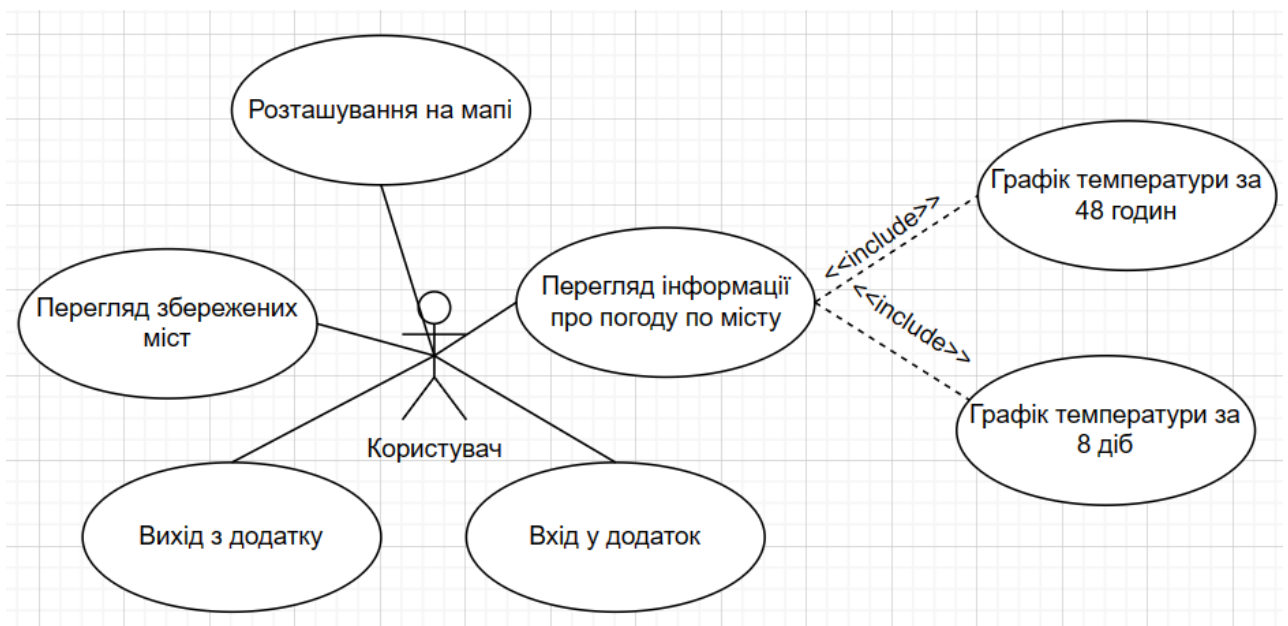 Розташування на мапі
Графік температури за
48 годин
<<include>>
Перегляд інформації
про погоду по місту
Перегляд збережених
міст
<<include>>
Графік температури за
8 діб
Користувач
Вихід з додатку
Вхід у додаток